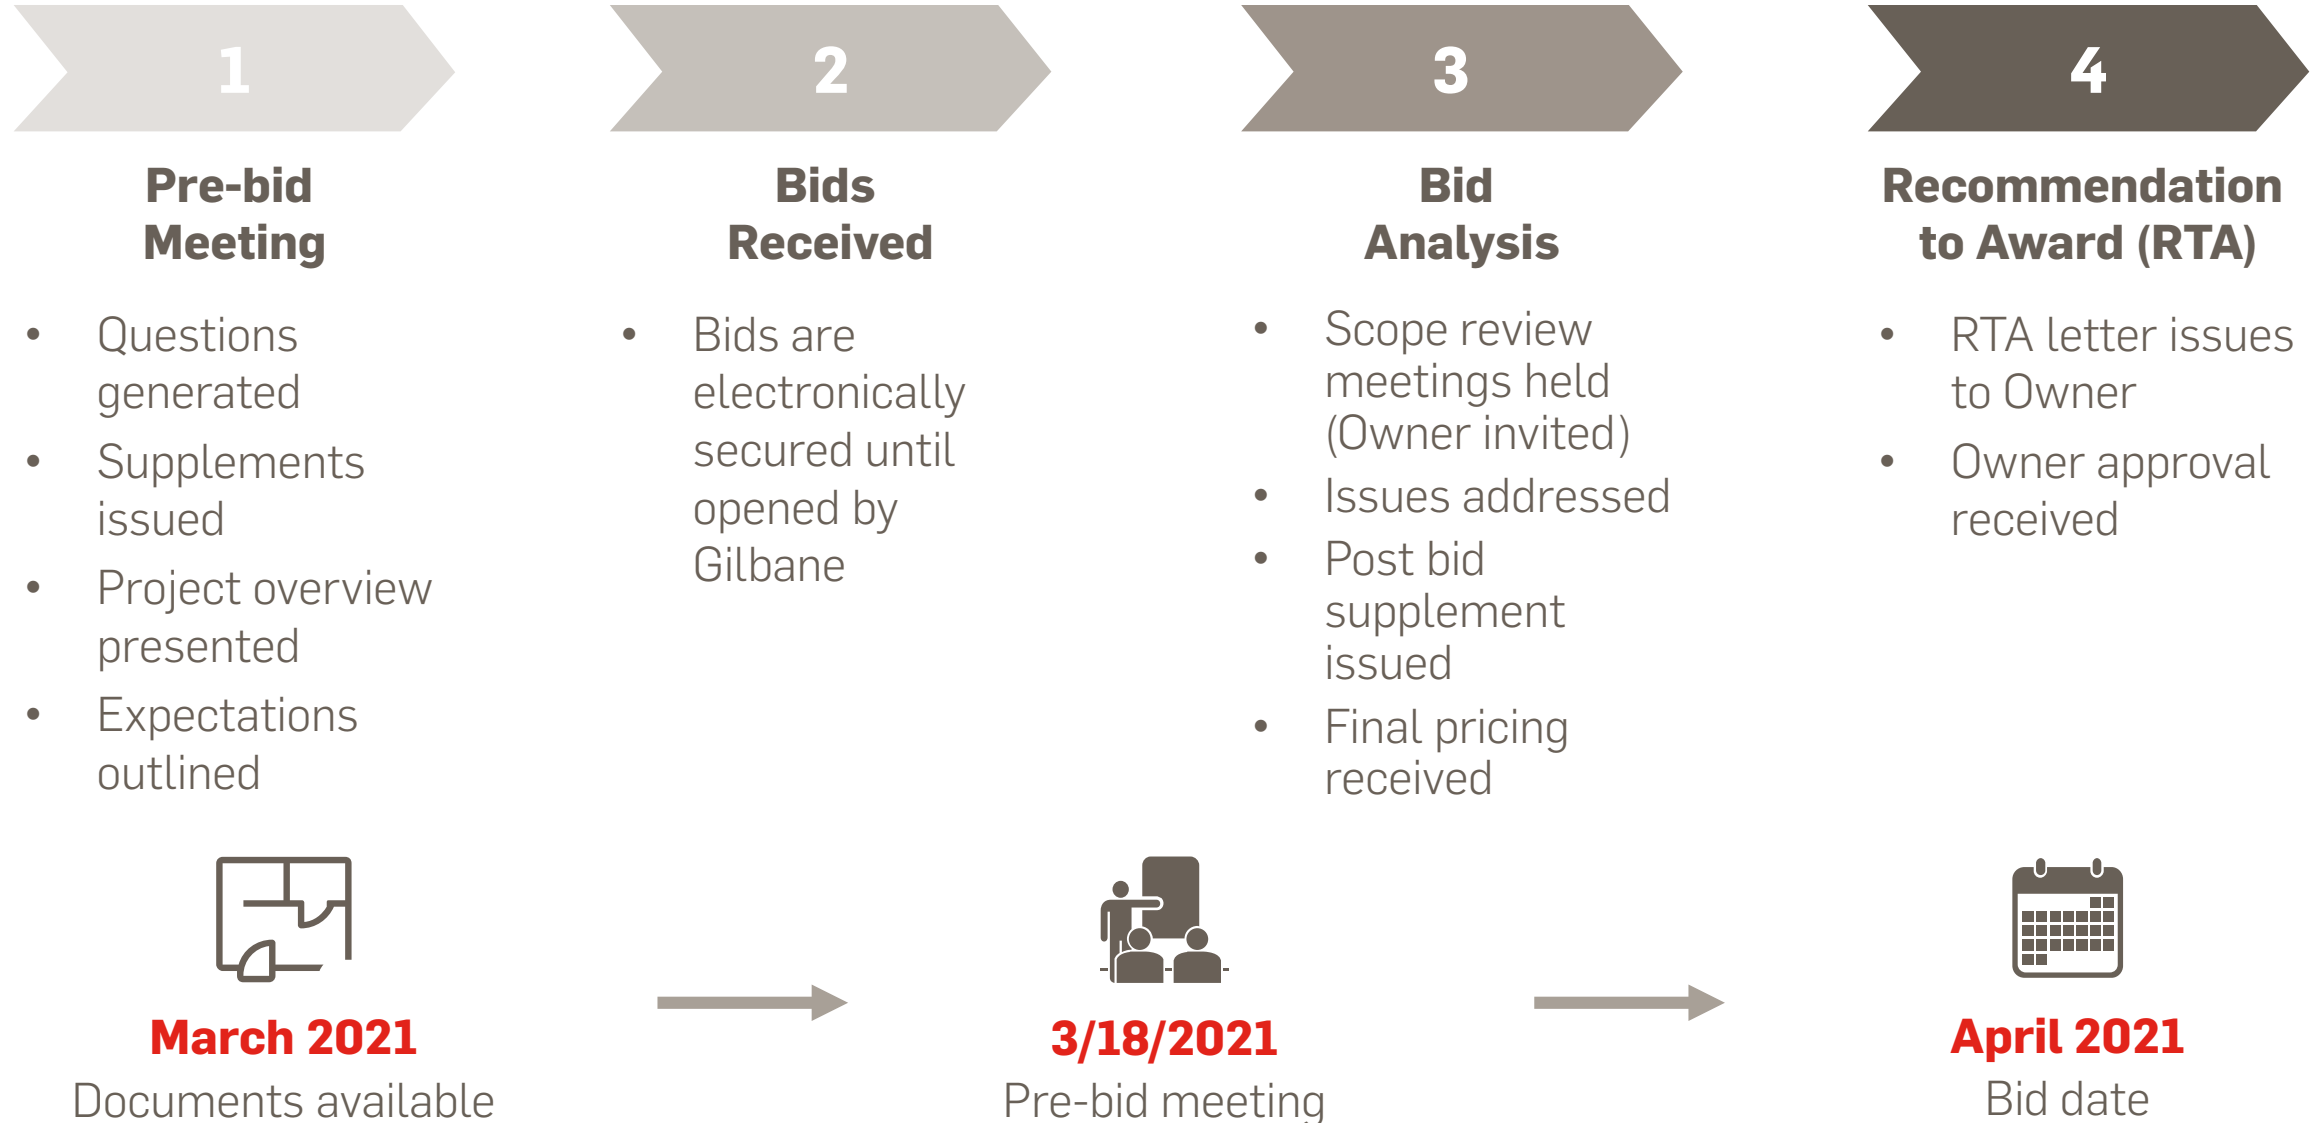 1
Pre-bid
Meeting
• Questions
generated
• Supplements
issued
• Project overview
presented
• Expectations
outlined
2
Bids
Received
• Bids are
electronically
secured until
opened by
Gilbane
3
Bid
Analysis
• Scope review
meetings held
(Owner invited)
• Issues addressed
• Post bid
supplement
issued
• Final pricing
received
4
Recommendation
to Award (RTA)
• RTA letter issues
to Owner
• Owner approval
received
March 2021
Documents available
3/18/2021
Pre-bid meeting
April 2021
Bid date